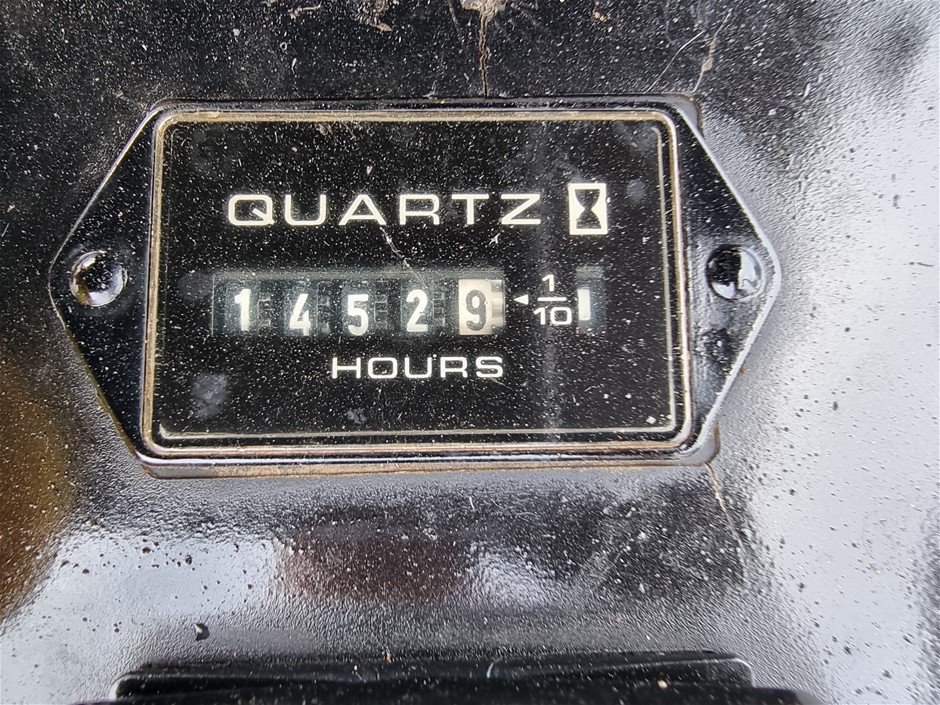 QUARTZ
14529 ◄ 1/10
HOURS